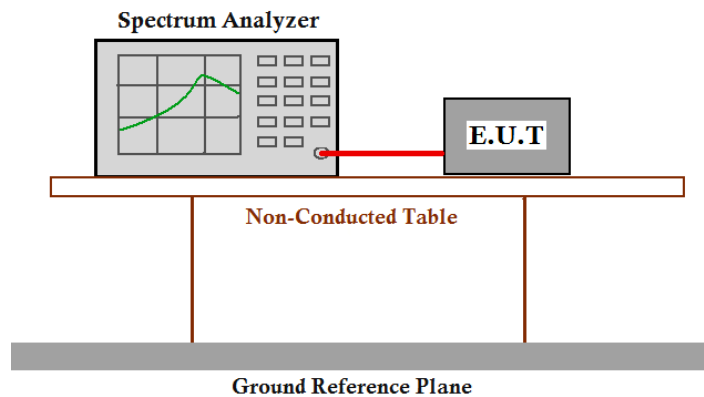 Spectrum Analyzer
E.U.T
Non-Conducted Table
Ground Reference Plane